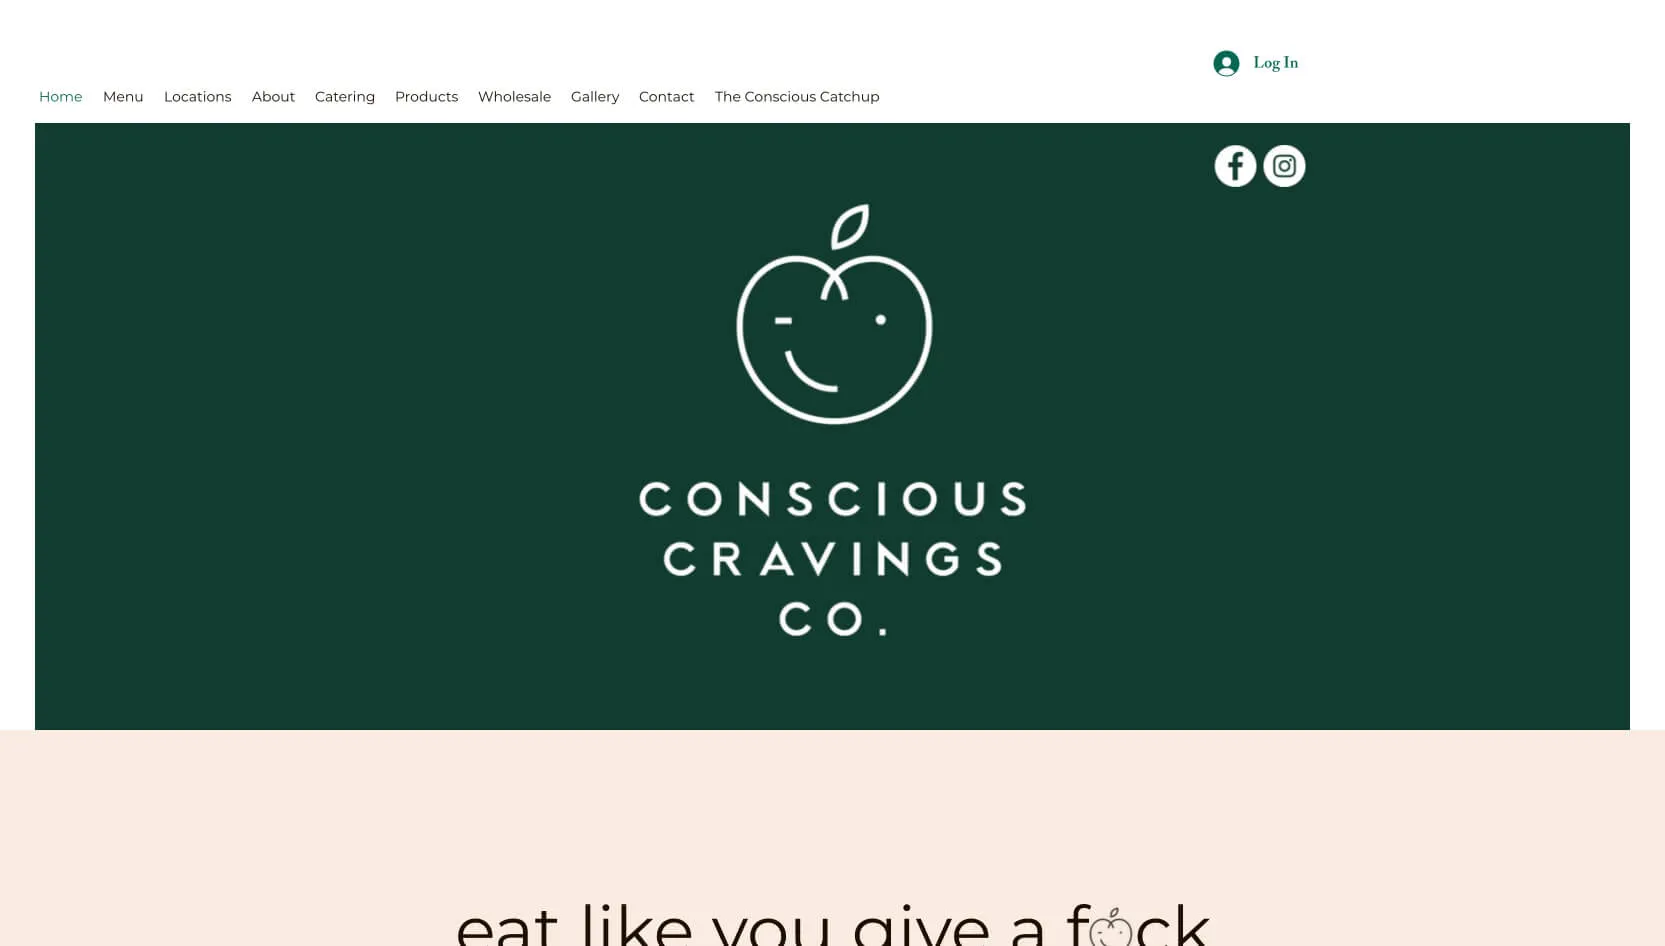 Log In
Home Menu Locations About Catering Products Wholesale Gallery Contact The Conscious Catchup
CONSCIOUS
CRAVINGS
CO.
eat like you give a f ck